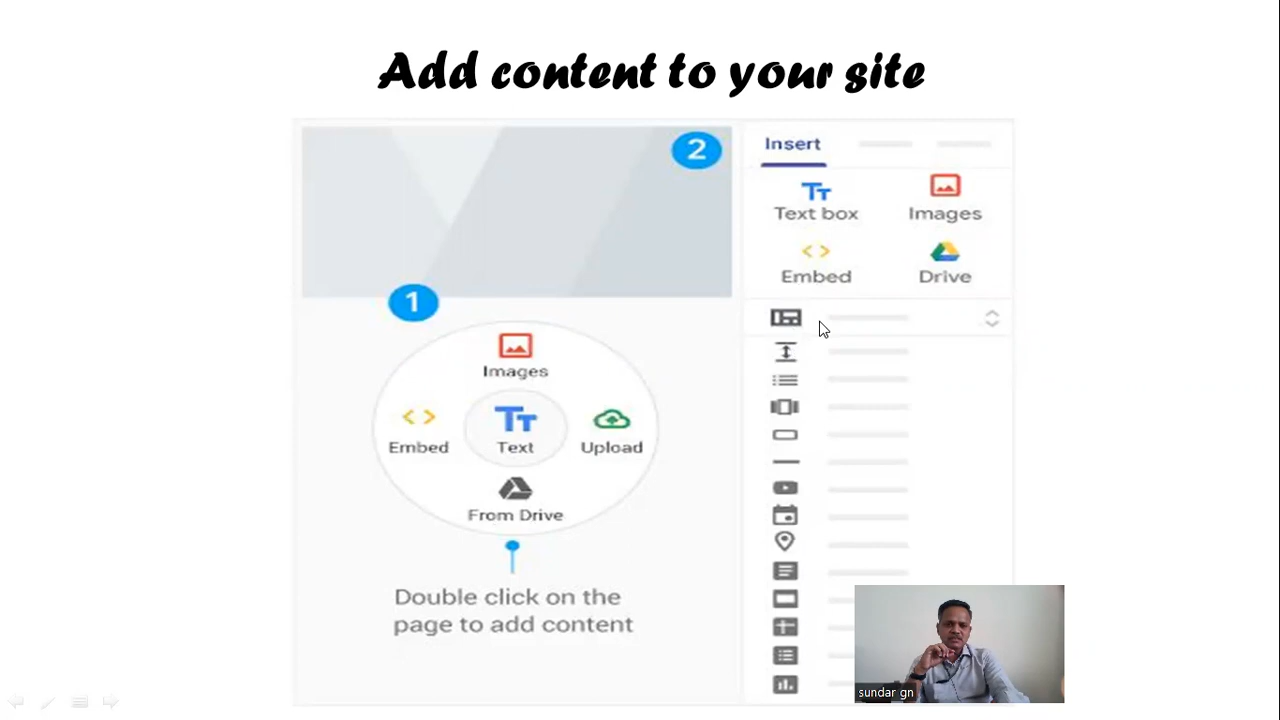 Add content to your site
2
Insert
Text box
Images
Embed
Drive
1
Images
Embed
Text
Upload
From Drive
Double click on the
page to add content
sundar gn